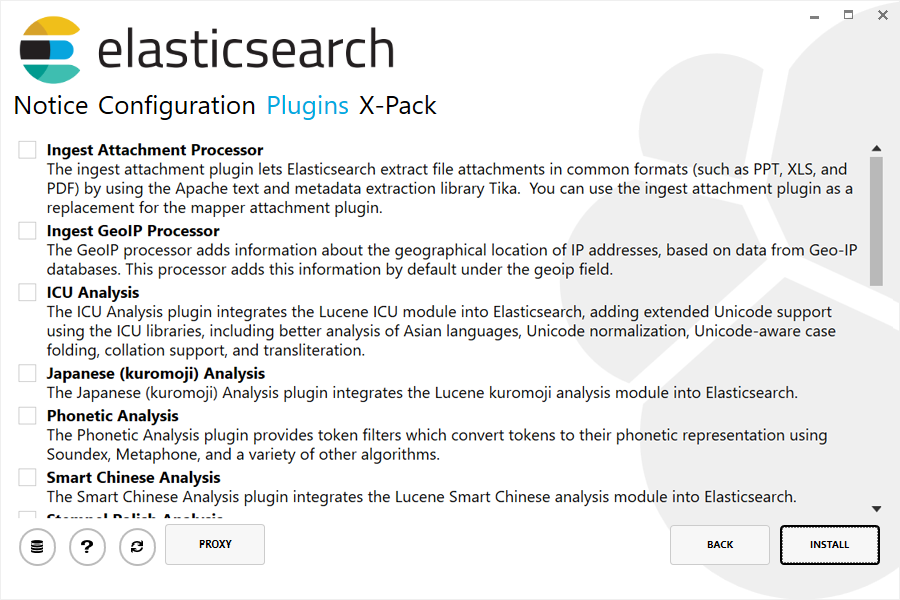 elasticsearch
Notice Configuration Plugins X-Pack
Ingest Attachment Processor
The ingest attachment plugin lets Elasticsearch extract file attachments in common formats (such as PPT, XLS, and
PDF) by using the Apache text and metadata extraction library Tika.  You can use the ingest attachment plugin as a
replacement for the mapper attachment plugin.
Ingest GeoIP Processor
The GeoIP processor adds information about the geographical location of IP addresses, based on data from Geo-IP
databases. This processor adds this information by default under the geoip field.
ICU Analysis
The ICU Analysis plugin integrates the Lucene ICU module into Elasticsearch, adding extended Unicode support
using the ICU libraries, including better analysis of Asian languages, Unicode normalization, Unicode-aware case
folding, collation support, and transliteration.
Japanese (kuromoji) Analysis
The Japanese (kuromoji) Analysis plugin integrates the Lucene kuromoji analysis module into Elasticsearch.
Phonetic Analysis
The Phonetic Analysis plugin provides token filters which convert tokens to their phonetic representation using
Soundex, Metaphone, and a variety of other algorithms.
Smart Chinese Analysis
The Smart Chinese Analysis plugin integrates the Lucene Smart Chinese analysis module into Elasticsearch.
Stempel Polish Analysis
? PROXY BACK INSTALL